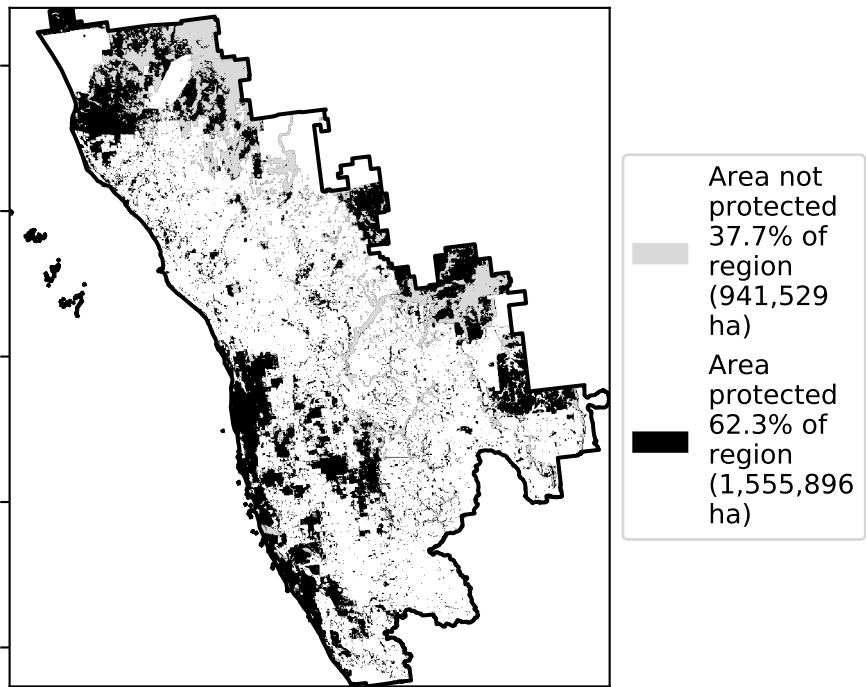 Area not
protected
37.7% of
region
(941,529
ha)
Area
protected
62.3% of
region
(1,555,896
ha)